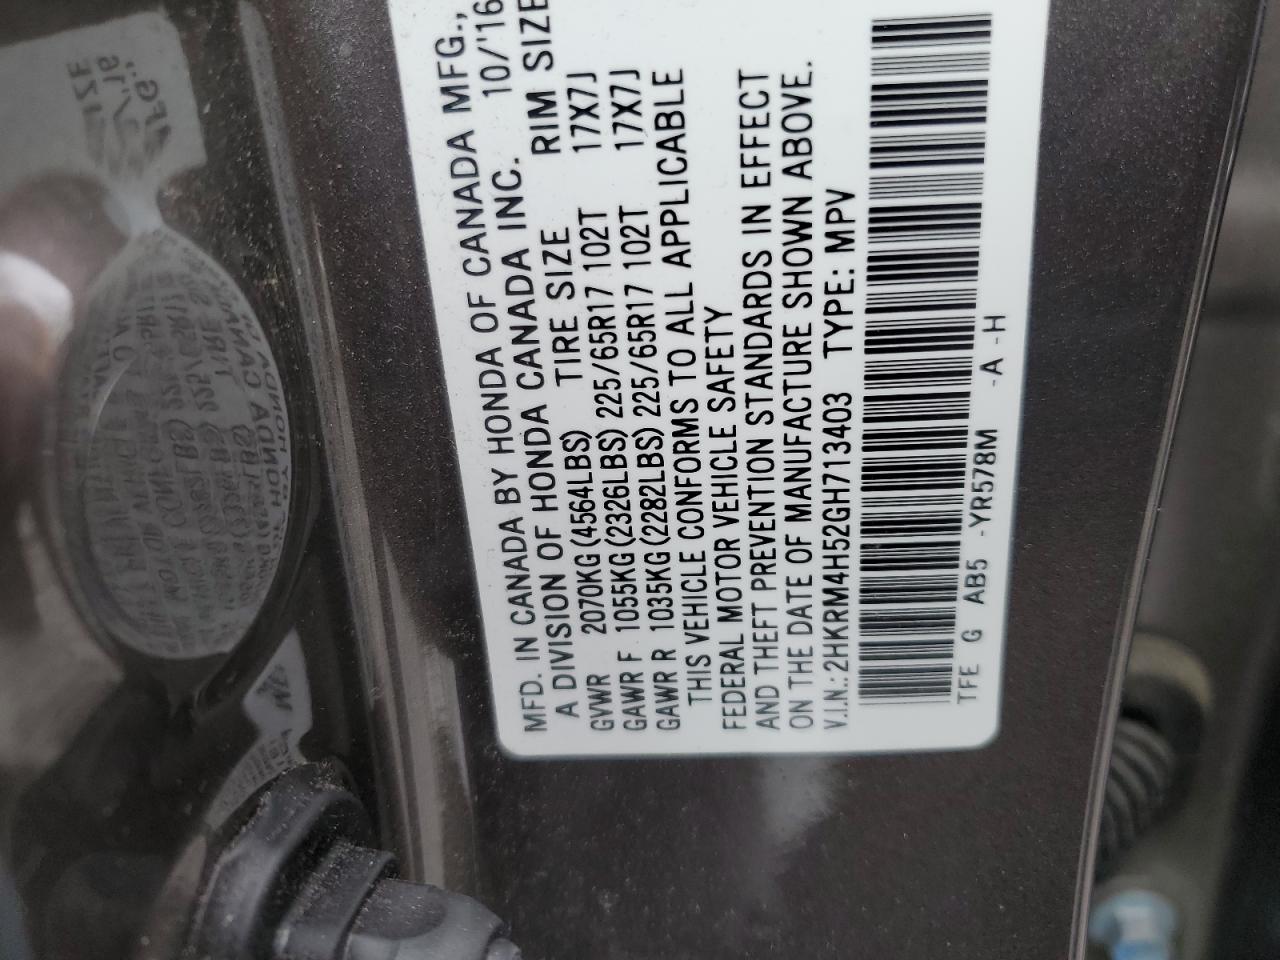 MFD. IN CANADA BY HONDA OF CANADA MFG.,
A DIVISION OF HONDA CANADA INC. 10/'16
GVWR 2070KG(4564LBS) TIRE SIZE RIM SIZE
GAWR F 1055KG(2326LBS) 225/65R17 102T 17X7J
GAWR R 1035KG(2282LBS) 225/65R17 102T 17X7J
THIS VEHICLE CONFORMS TO ALL APPLICABLE
FEDERAL MOTOR VEHICLE SAFETY
AND THEFT PREVENTION STANDARDS IN EFFECT
ON THE DATE OF MANUFACTURE SHOWN ABOVE.
V.I.N.: 2HKRM4H52GH713403 TYPE: MPV
TFE G AB5 -YR578M -A -H